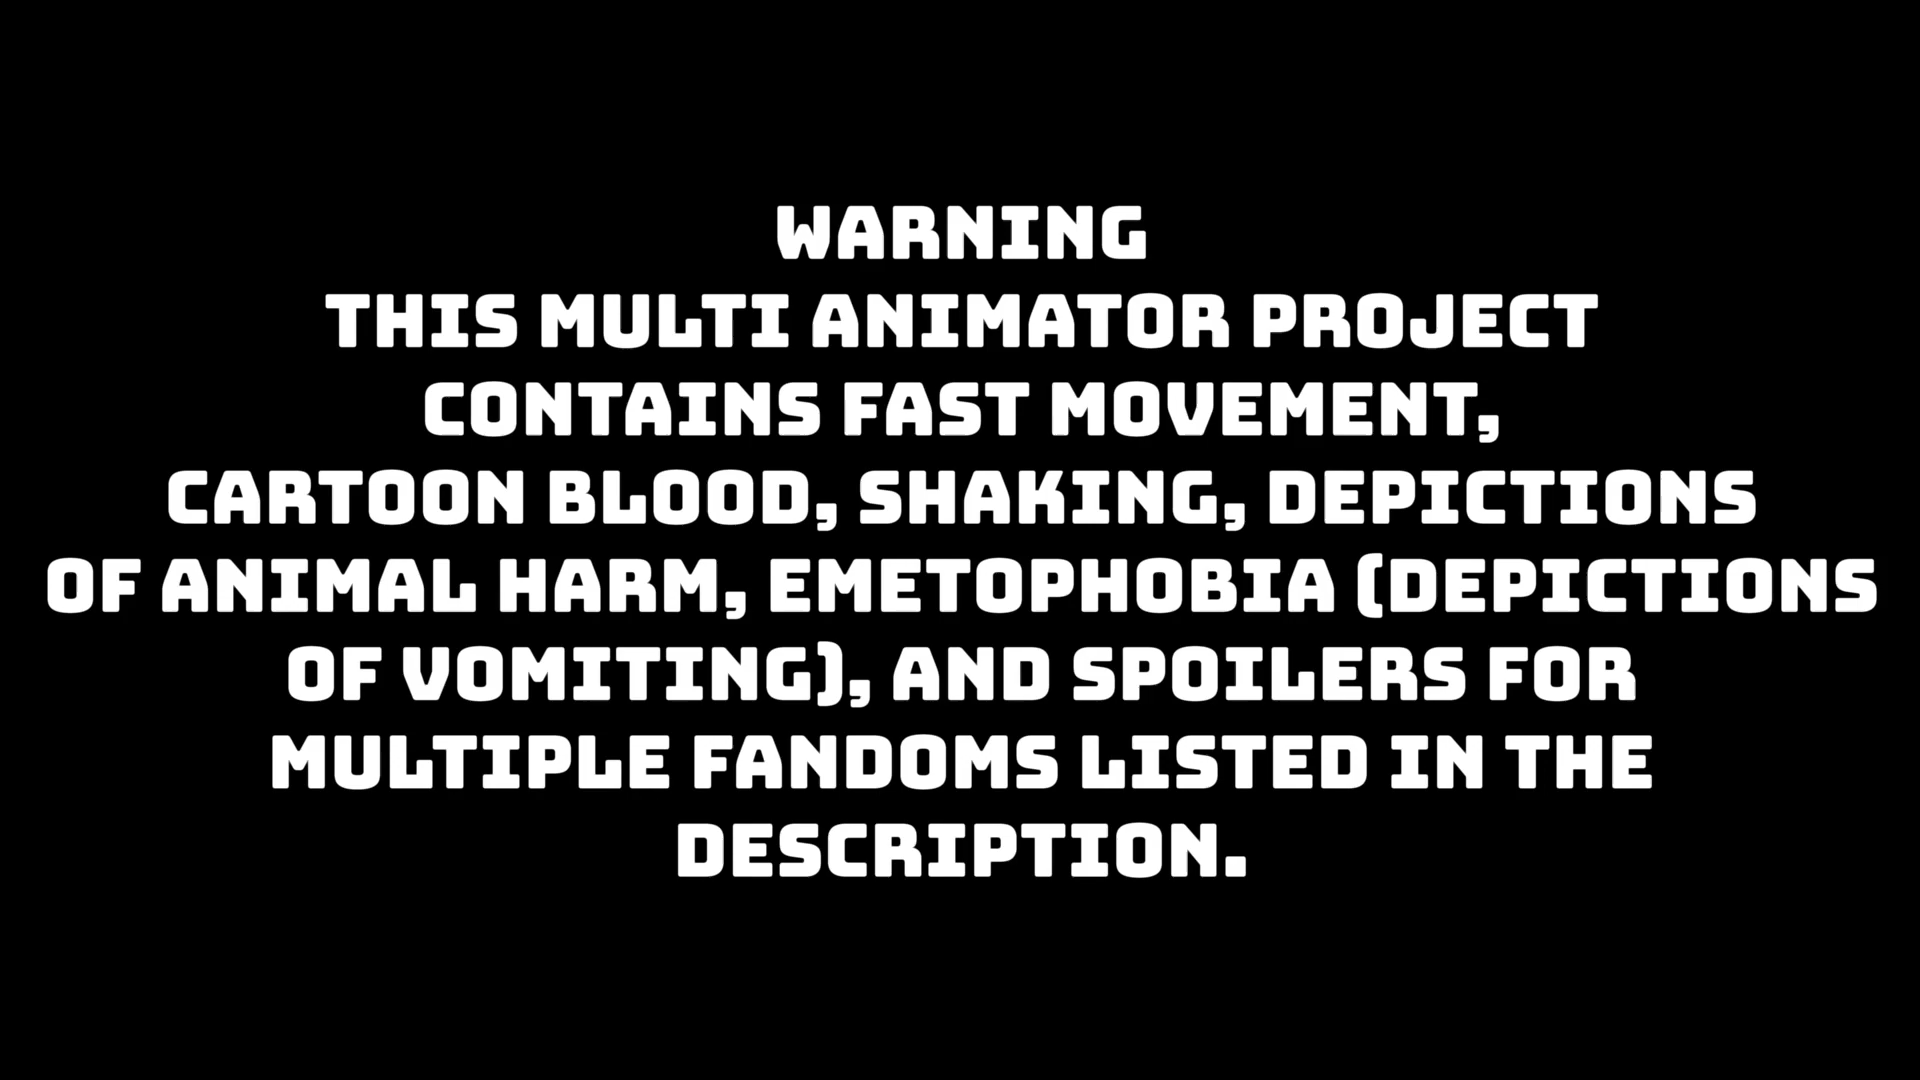 WARNING
THIS MULTI ANIMATOR PROJECT
CONTAINS FAST MOVEMENT,
CARTOON BLOOD, SHAKING, DEPICTIONS
OF ANIMAL HARM, EMETOPHOBIA (DEPICTIONS
OF VOMITING), AND SPOILERS FOR
MULTIPLE FANDOMS LISTED IN THE
DESCRIPTION.